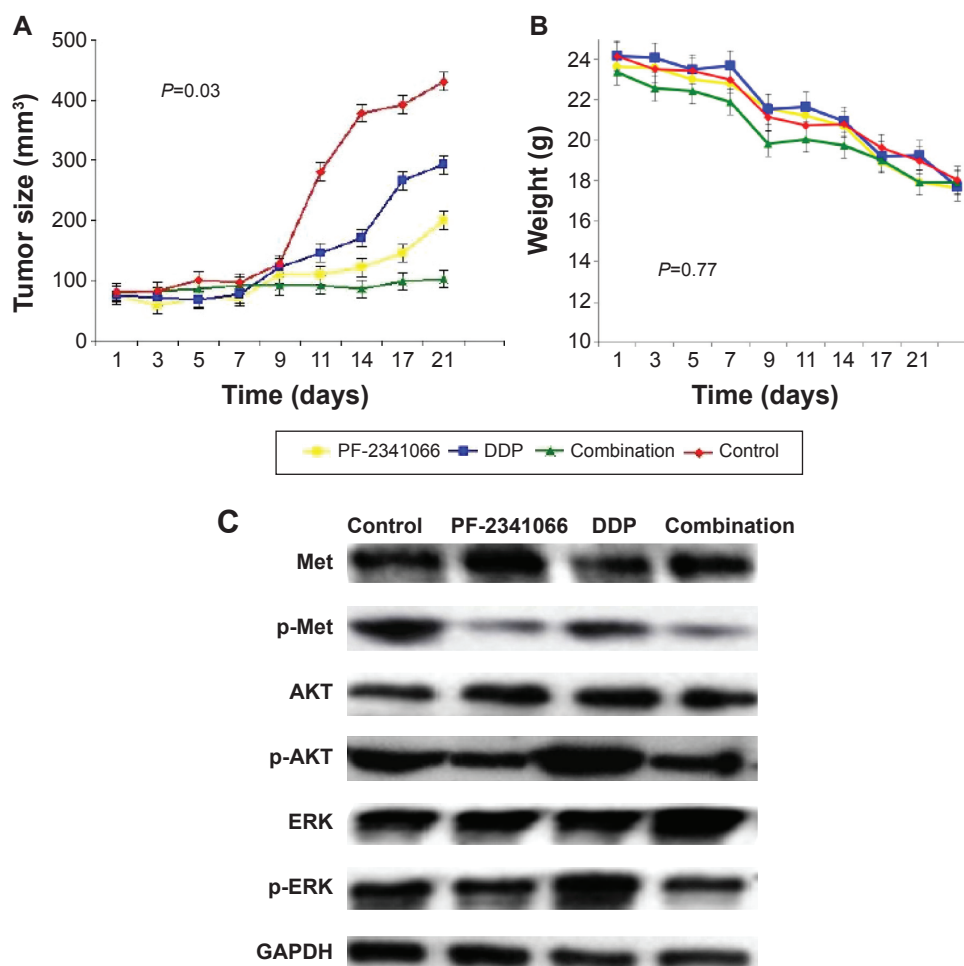 A
B
500
400
300
200
100
0
Tumor size (mm³)
P=0.03
1 3 5 7 9 11 14 17 21
Time (days)
24
22
20
18
16
14
12
10
Weight (g)
P=0.77
1 3 5 7 9 11 14 17 21
Time (days)
PF-2341066 DDP Combination Control
C
Control PF-2341066 DDP Combination
Met
p-Met
AKT
p-AKT
ERK
p-ERK
GAPDH